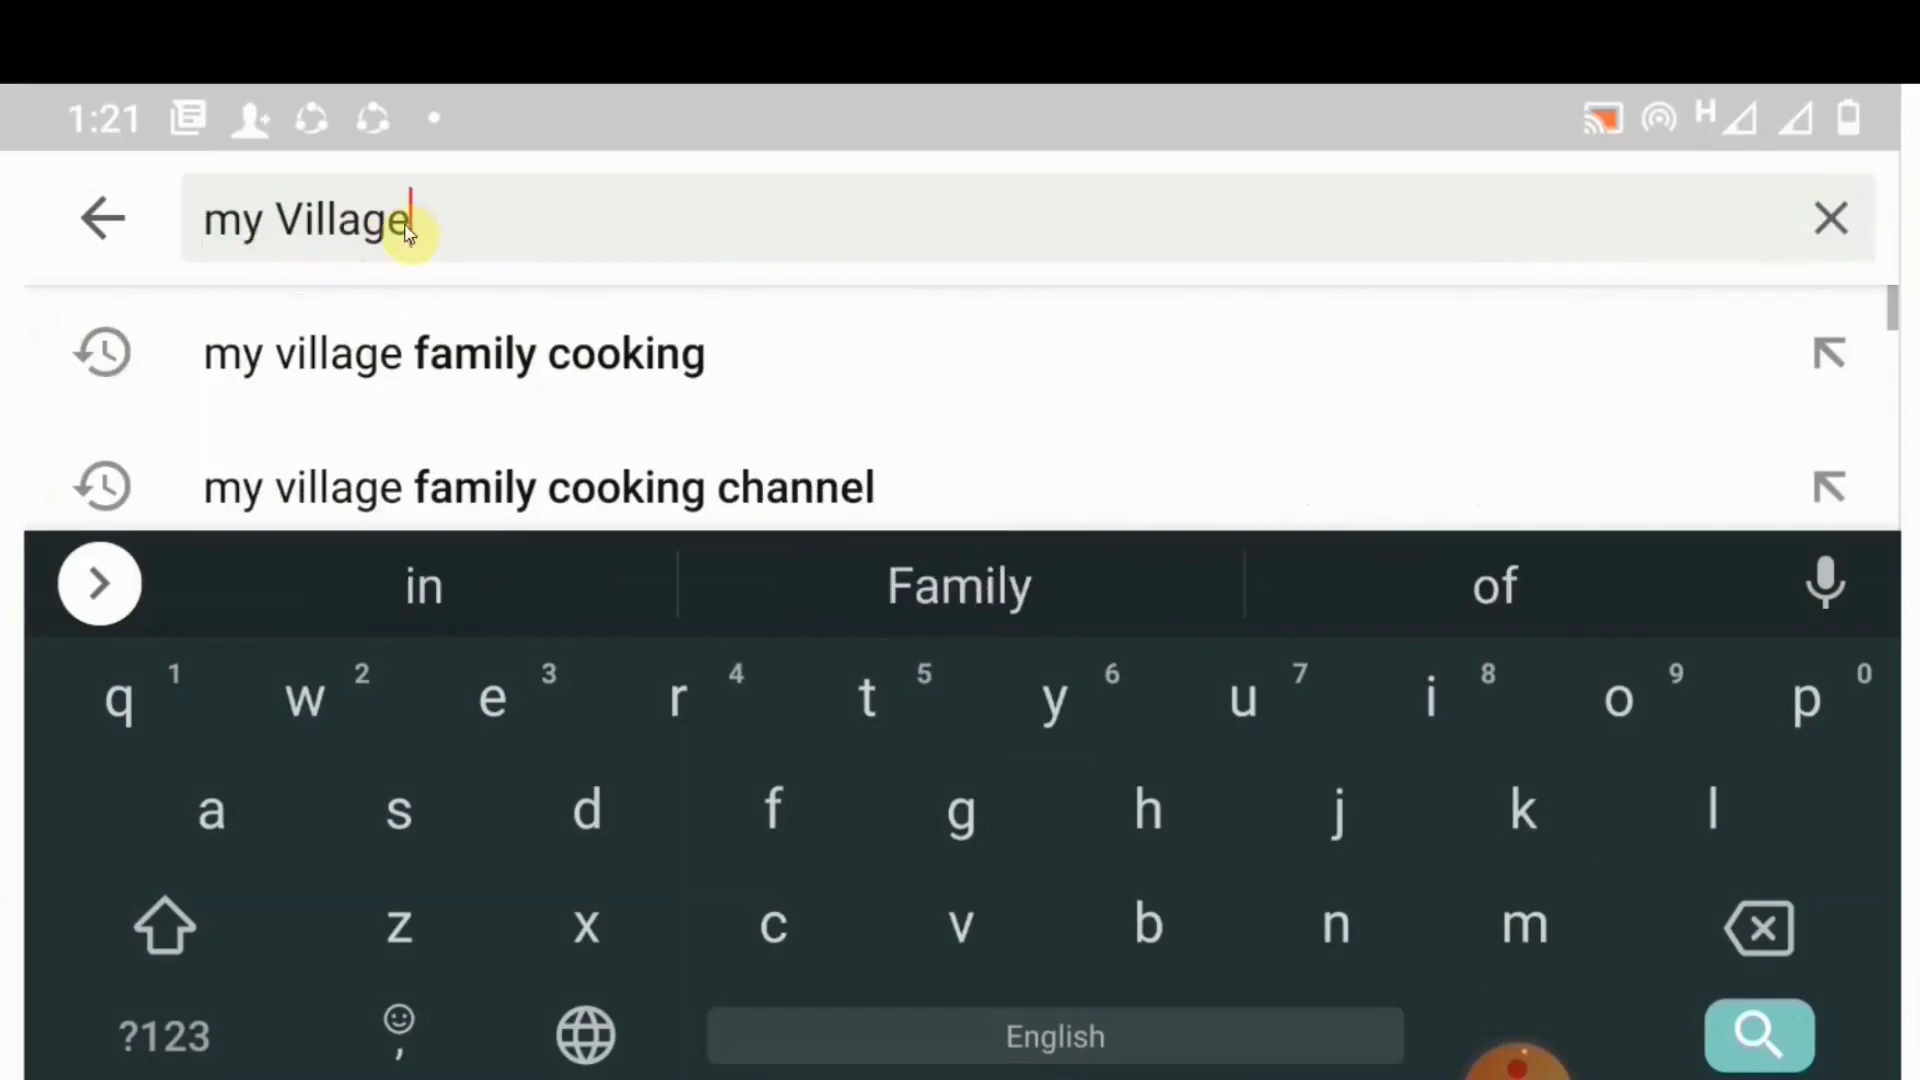 1:21 H
my Village
my village family cooking
my village family cooking channel
in Family of
q 1 w 2 e 3 r 4 t 5 y 6 u 7 i 8 o 9 p 0
a s d f g h j k l
z x c v b n m
?123 , English